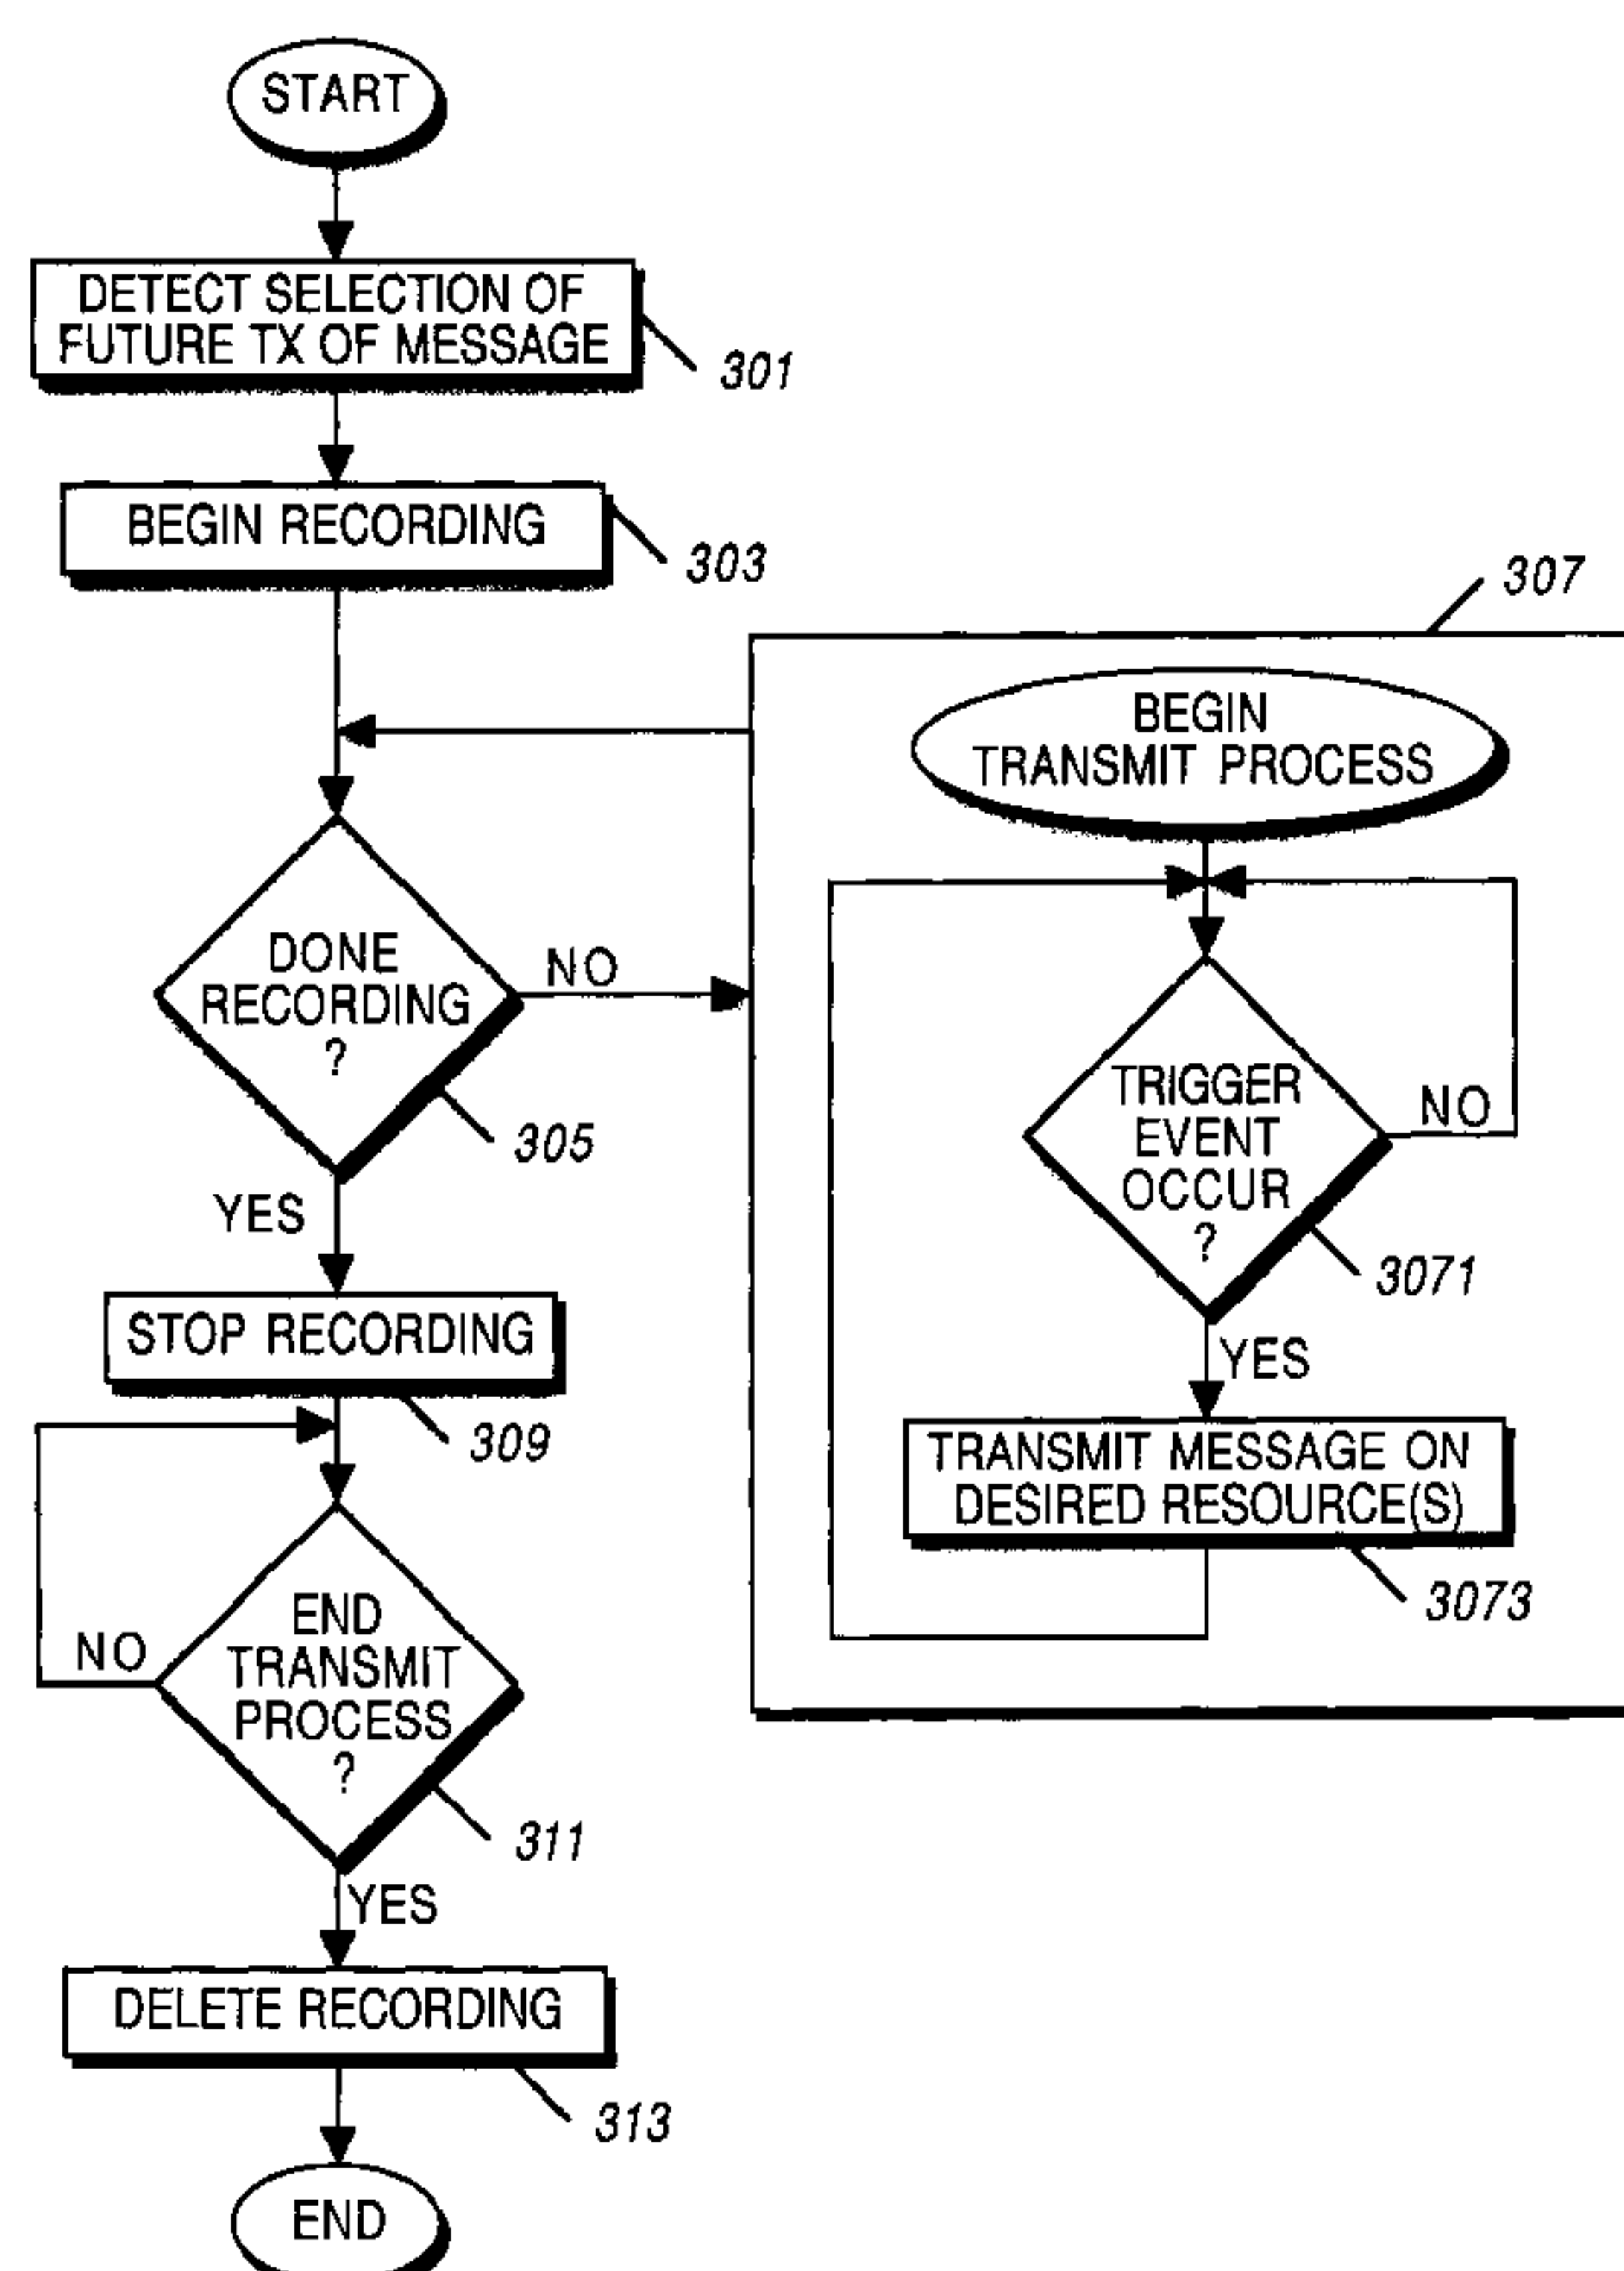 START
DETECT SELECTION OF
FUTURE TX OF MESSAGE
301
BEGIN RECORDING
303
307
BEGIN
TRANSMIT PROCESS
DONE
RECORDING
?
NO
305
YES
TRIGGER
EVENT
OCCUR
?
NO
3071
YES
STOP RECORDING
309
TRANSMIT MESSAGE ON
DESIRED RESOURCE(S)
3073
END
TRANSMIT
PROCESS
?
NO
311
YES
DELETE RECORDING
313
END